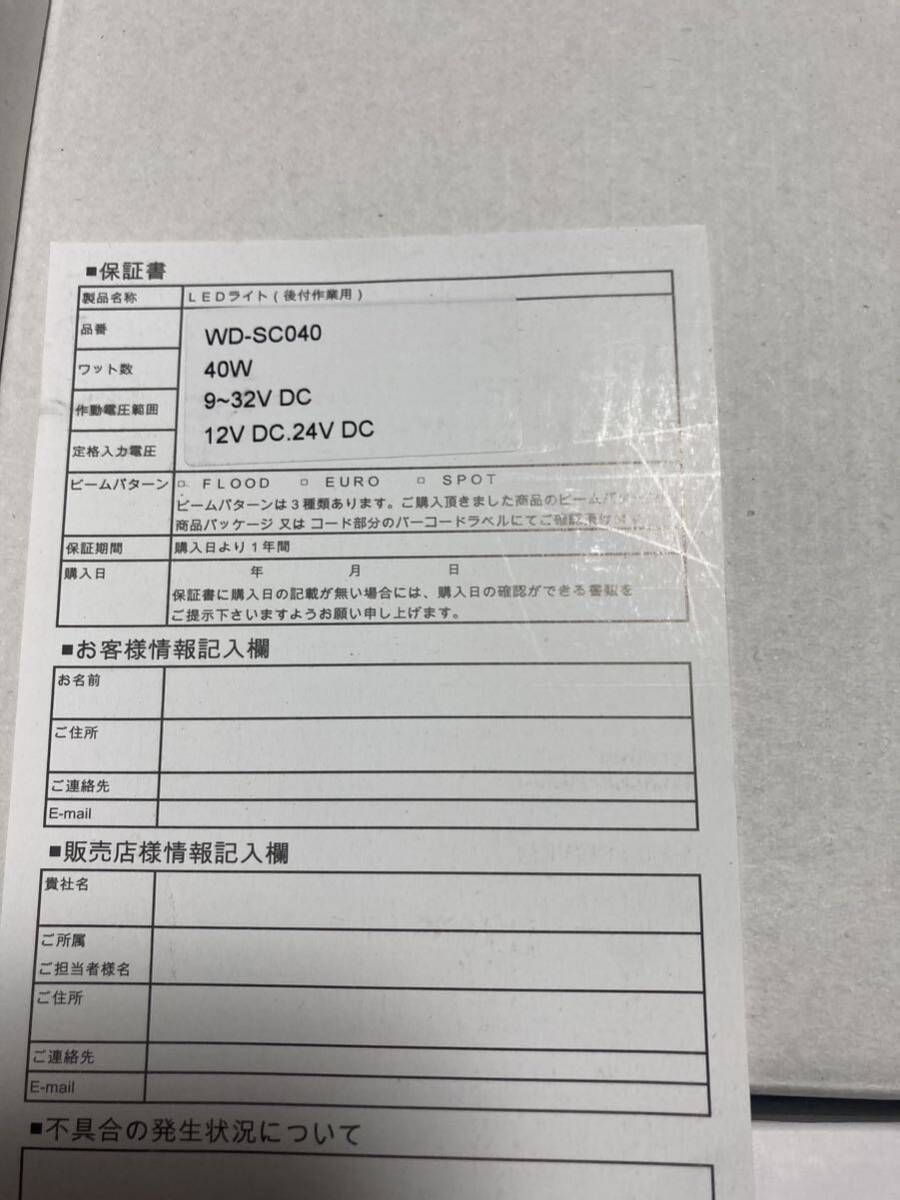 ■保証書
製品名称 LEDライト(後付作業用)
品番 WD-SC040
ワット数 40W
作動電圧範囲 9~32V DC
定格入力電圧 12V DC.24V DC
ビームパターン □ FLOOD □ EURO □ SPOT
ビームパターンは3種類あります。ご購入頂きました商品のビームパターン
商品パッケージ 又は コード部分のバーコードラベルにてご確認
保証期間 購入日より1年間
購入日 年 月 日
保証書に購入日の記載が無い場合には、購入日の確認ができる書類を
ご提示下さいますようお願い申し上げます。
■お客様情報記入欄
お名前
ご住所
ご連絡先
E-mail
■販売店様情報記入欄
貴社名
ご所属
ご担当者様名
ご住所
ご連絡先
E-mail
■不具合の発生状況について